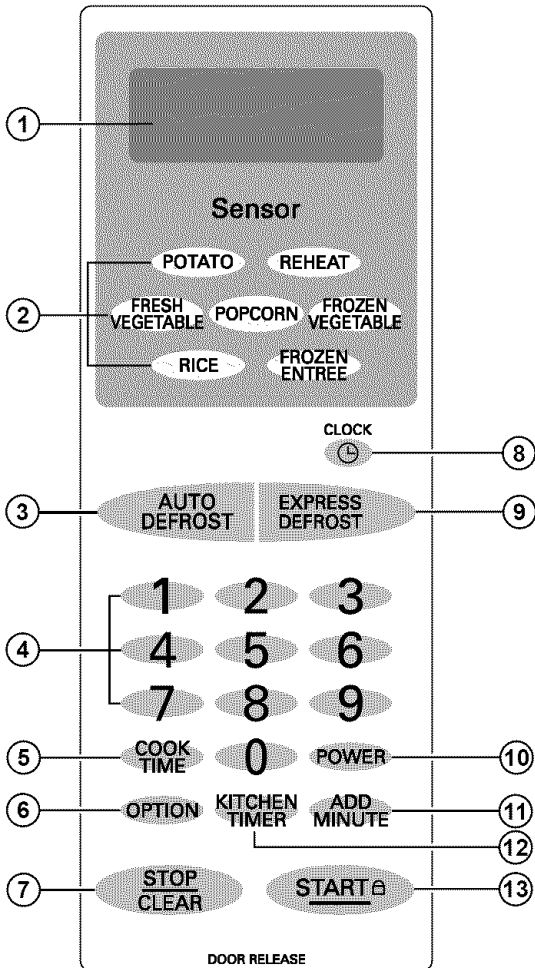 1
Sensor
POTATO REHEAT
2 FRESH VEGETABLE POPCORN FROZEN VEGETABLE
RICE FROZEN ENTREE
CLOCK
8
3 AUTO DEFROST EXPRESS DEFROST 9
1 2 3
4 4 5 6
7 8 9
5 COOK TIME 0 POWER 10
6 OPTION KITCHEN TIMER ADD MINUTE 11
12
7 STOP CLEAR START 13
DOOR RELEASE